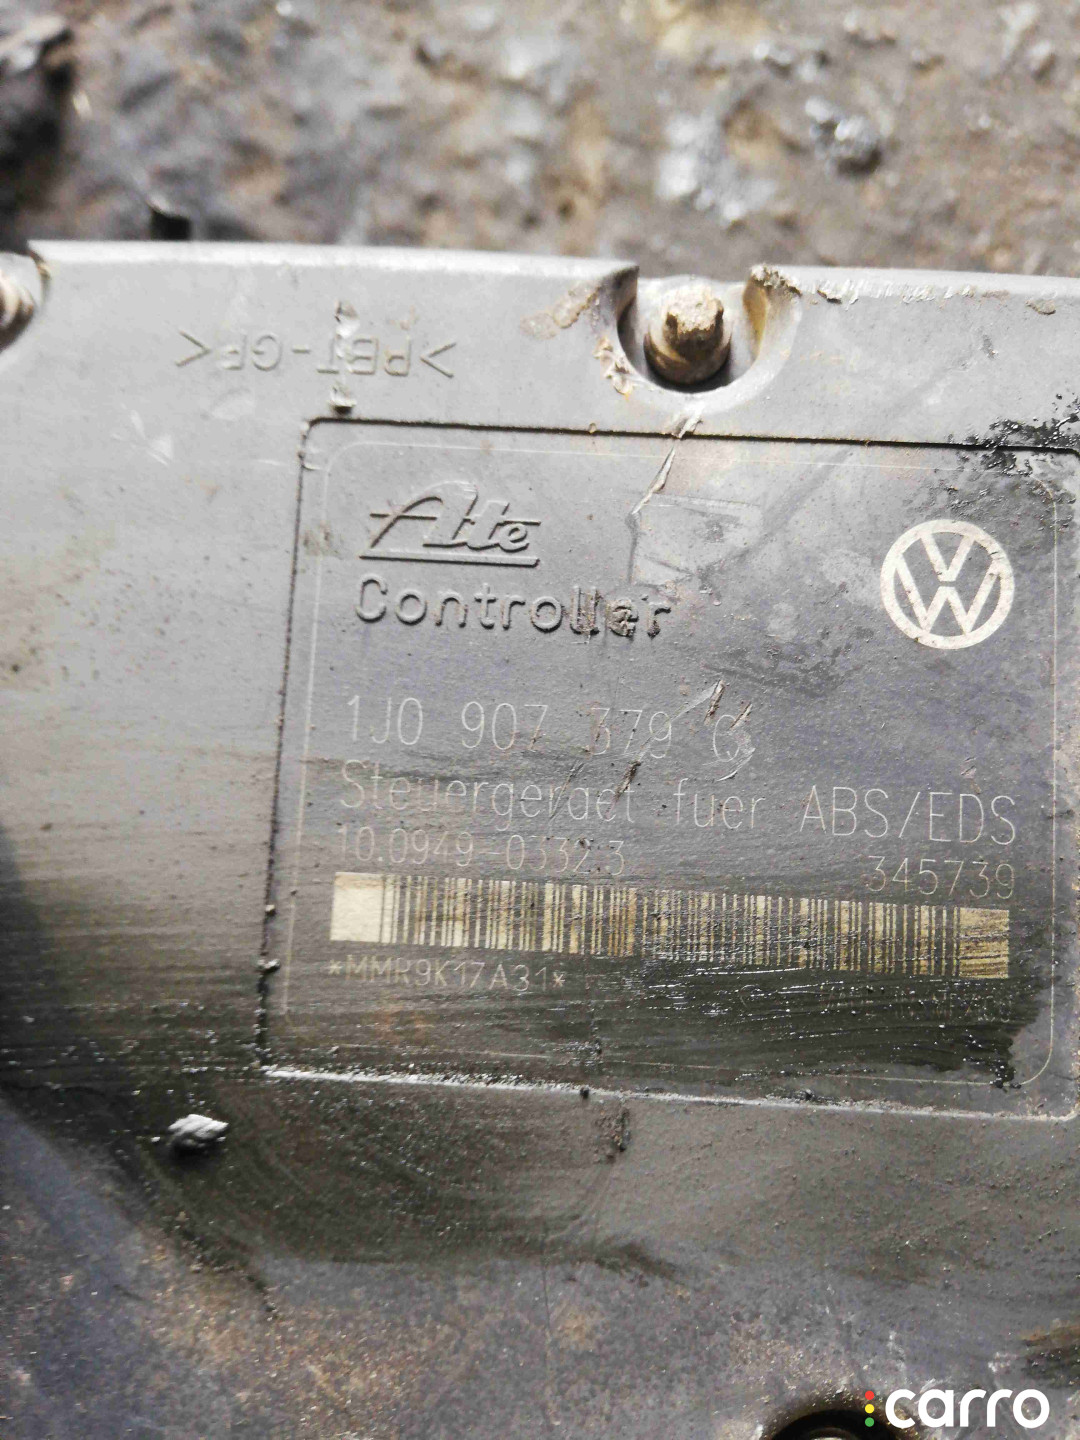 >PBT-GF<
Ate
Controller
1J0 907 379
Steuergeraet fuer ABS/EDS
10.0949-0332.3 345739
*MMR9K17A31*
carro